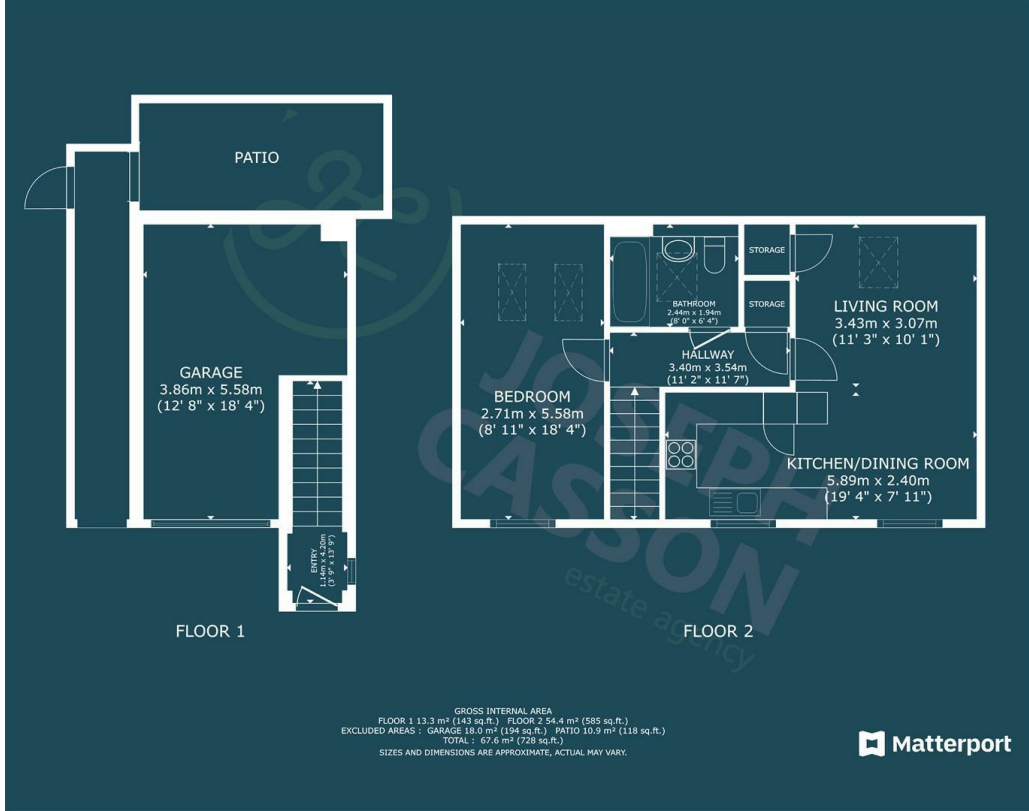 PATIO
GARAGE
3.86m x 5.58m
(12' 8" x 18' 4")
ENTRY
1.14m x 4.20m
(3' 9" x 13' 9")
FLOOR 1
BEDROOM
2.71m x 5.58m
(8' 11" x 18' 4")
BATHROOM
2.44m x 1.94m
(8' 0" x 6' 4")
STORAGE
STORAGE
HALLWAY
3.40m x 3.54m
(11' 2" x 11' 7")
LIVING ROOM
3.43m x 3.07m
(11' 3" x 10' 1")
KITCHEN/DINING ROOM
5.89m x 2.40m
(19' 4" x 7' 11")
FLOOR 2
JOSEPH
CASSON
estate agency
GROSS INTERNAL AREA
FLOOR 1 13.3 m² (143 sq.ft.) FLOOR 2 54.4 m² (585 sq.ft.)
EXCLUDED AREAS : GARAGE 18.0 m² (194 sq.ft.) PATIO 10.9 m² (118 sq.ft.)
TOTAL : 67.6 m² (728 sq.ft.)
SIZES AND DIMENSIONS ARE APPROXIMATE, ACTUAL MAY VARY.
Matterport